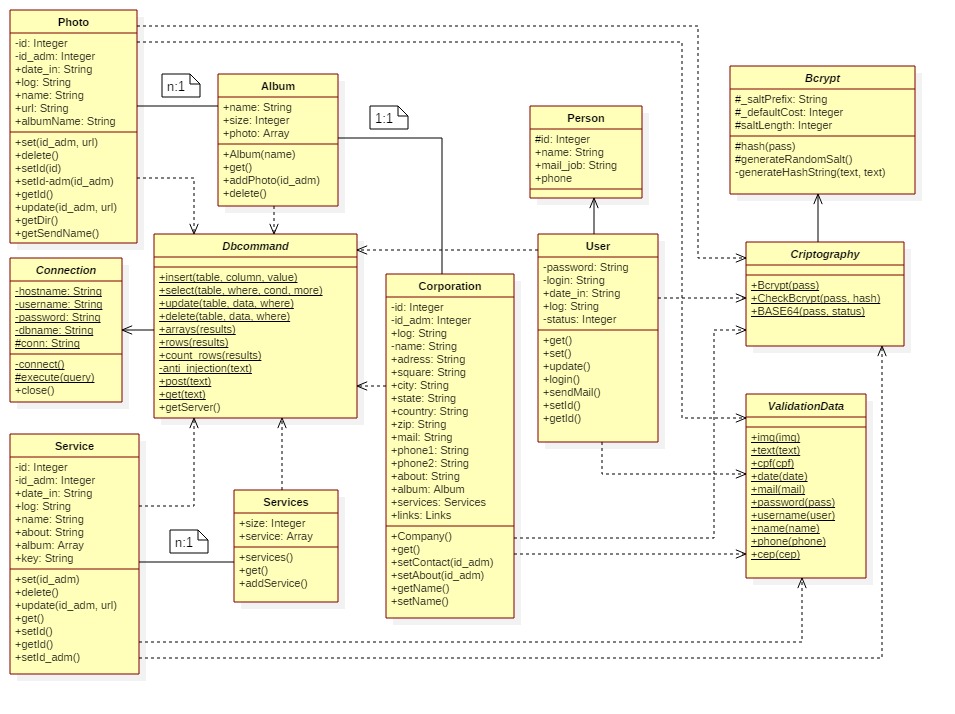 Photo
-id: Integer
-id_adm: Integer
+date_in: String
+log: String
+name: String
+url: String
+albumName: String
+set(id_adm, url)
+delete()
+setId(id)
+setId-adm(id_adm)
+getId()
+update(id_adm, url)
+getDir()
+getSendName()
n:1
Album
+name: String
+size: Integer
+photo: Array
+Album(name)
+get()
+addPhoto(id_adm)
+delete()
1:1
Person
#id: Integer
+name: String
+mail_job: String
+phone
Bcrypt
#_saltPrefix: String
#_defaultCost: Integer
#saltLength: Integer
#hash(pass)
#generateRandomSalt()
-generateHashString(text, text)
Connection
-hostname: String
-username: String
-password: String
-dbname: String
#conn: String
-connect()
#execute(query)
+close()
Dbcommand
+insert(table, column, value)
+select(table, where, cond, more)
+update(table, data, where)
+delete(table, data, where)
+arrays(results)
+rows(results)
+count_rows(results)
-anti_injection(text)
+post(text)
+get(text)
+getServer()
Corporation
-id: Integer
-id_adm: Integer
+log: String
-name: String
+adress: String
+square: String
+city: String
+state: String
+country: String
+zip: String
+mail: String
+phone1: String
+phone2: String
+about: String
+album: Album
+services: Services
+links: Links
+Company()
+get()
+setContact(id_adm)
+setAbout(id_adm)
+getName()
+setName()
User
-password: String
-login: String
+date_in: String
+log: String
-status: Integer
+get()
+set()
+update()
+login()
+sendMail()
+setId()
+getId()
Criptography
+Bcrypt(pass)
+CheckBcrypt(pass, hash)
+BASE64(pass, status)
ValidationData
+img(img)
+text(text)
+cpf(cpf)
+date(date)
+mail(mail)
+password(pass)
+username(user)
+name(name)
+phone(phone)
+cep(cep)
Service
-id: Integer
-id_adm: Integer
+date_in: String
+log: String
+name: String
+about: String
+album: Array
+key: String
+set(id_adm)
+delete()
+update(id_adm, url)
+get()
+setId()
+getId()
+setId_adm()
n:1
Services
+size: Integer
+service: Array
+services()
+get()
+addService()